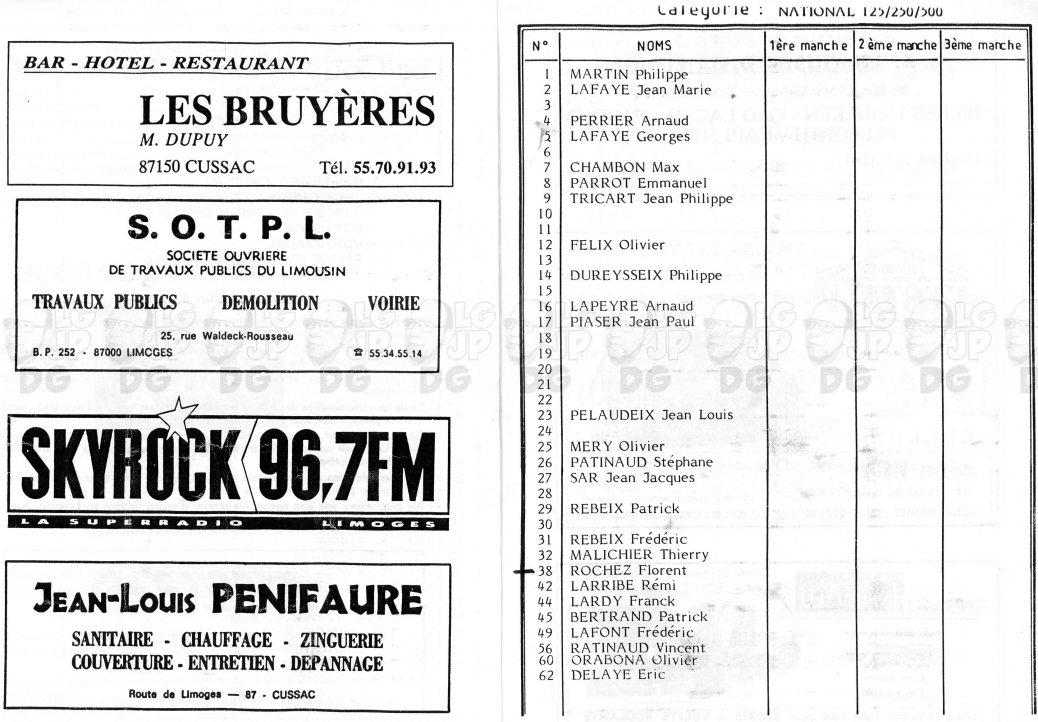 BAR - HOTEL - RESTAURANT
LES BRUYÈRES
M. DUPUY
87150 CUSSAC Tél. 55.70.91.93
S. O. T. P. L.
SOCIETE OUVRIERE
DE TRAVAUX PUBLICS DU LIMOUSIN
TRAVAUX PUBLICS DEMOLITION VOIRIE
25, rue Waldeck-Rousseau
B. P. 252 - 87000 LIMOGES ☎ 55.34.55.14
SKYROCK 96,7FM
LA SUPERRADIO LIMOGES
JEAN-LOUIS PENIFAURE
SANITAIRE - CHAUFFAGE - ZINGUERIE
COUVERTURE - ENTRETIEN - DEPANNAGE
Route de Limoges — 87 - CUSSAC
Catégorie : NATIONAL 125/250/500
N° NOMS 1ère manche 2ème manche 3ème manche
1 MARTIN Philippe
2 LAFAYE Jean Marie
3
4 PERRIER Arnaud
5 LAFAYE Georges
6
7 CHAMBON Max
8 PARROT Emmanuel
9 TRICART Jean Philippe
10
11
12 FELIX Olivier
13
14 DUREYSSEIX Philippe
15
16 LAPEYRE Arnaud
17 PIASER Jean Paul
18
19
20
21
22
23 PELAUDEIX Jean Louis
24
25 MERY Olivier
26 PATINAUD Stéphane
27 SAR Jean Jacques
28
29 REBEIX Patrick
30
31 REBEIX Frédéric
32 MALICHIER Thierry
38 ROCHEZ Florent
42 LARRIBE Rémi
44 LARDY Franck
45 BERTRAND Patrick
49 LAFONT Frédéric
56 RATINAUD Vincent
60 ORABONA Olivier
62 DELAYE Eric
LG JP DG